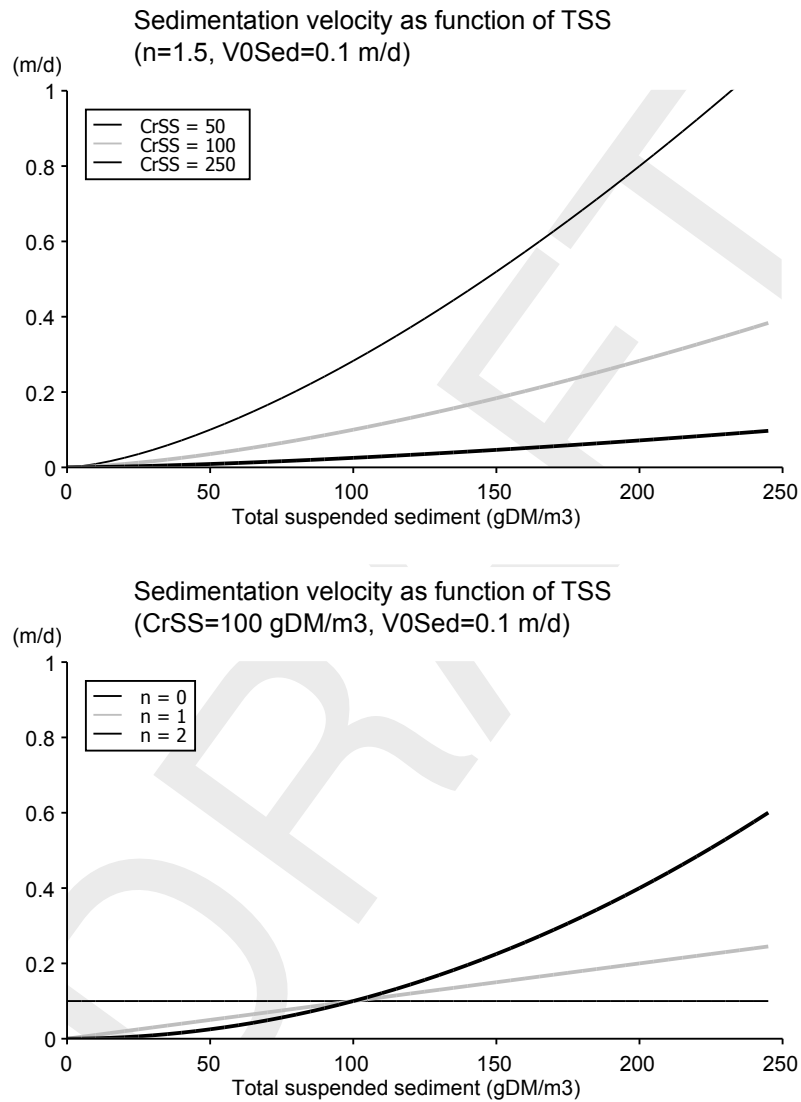 Sedimentation velocity as function of TSS
(n=1.5, V0Sed=0.1 m/d)
(m/d)
1
CrSS = 50
CrSS = 100
CrSS = 250
0.8
0.6
0.4
0.2
0
0 50 100 150 200 250
Total suspended sediment (gDM/m3)
Sedimentation velocity as function of TSS
(CrSS=100 gDM/m3, V0Sed=0.1 m/d)
(m/d)
1
n = 0
n = 1
n = 2
0.8
0.6
0.4
0.2
0
0 50 100 150 200 250
Total suspended sediment (gDM/m3)
DRAFT